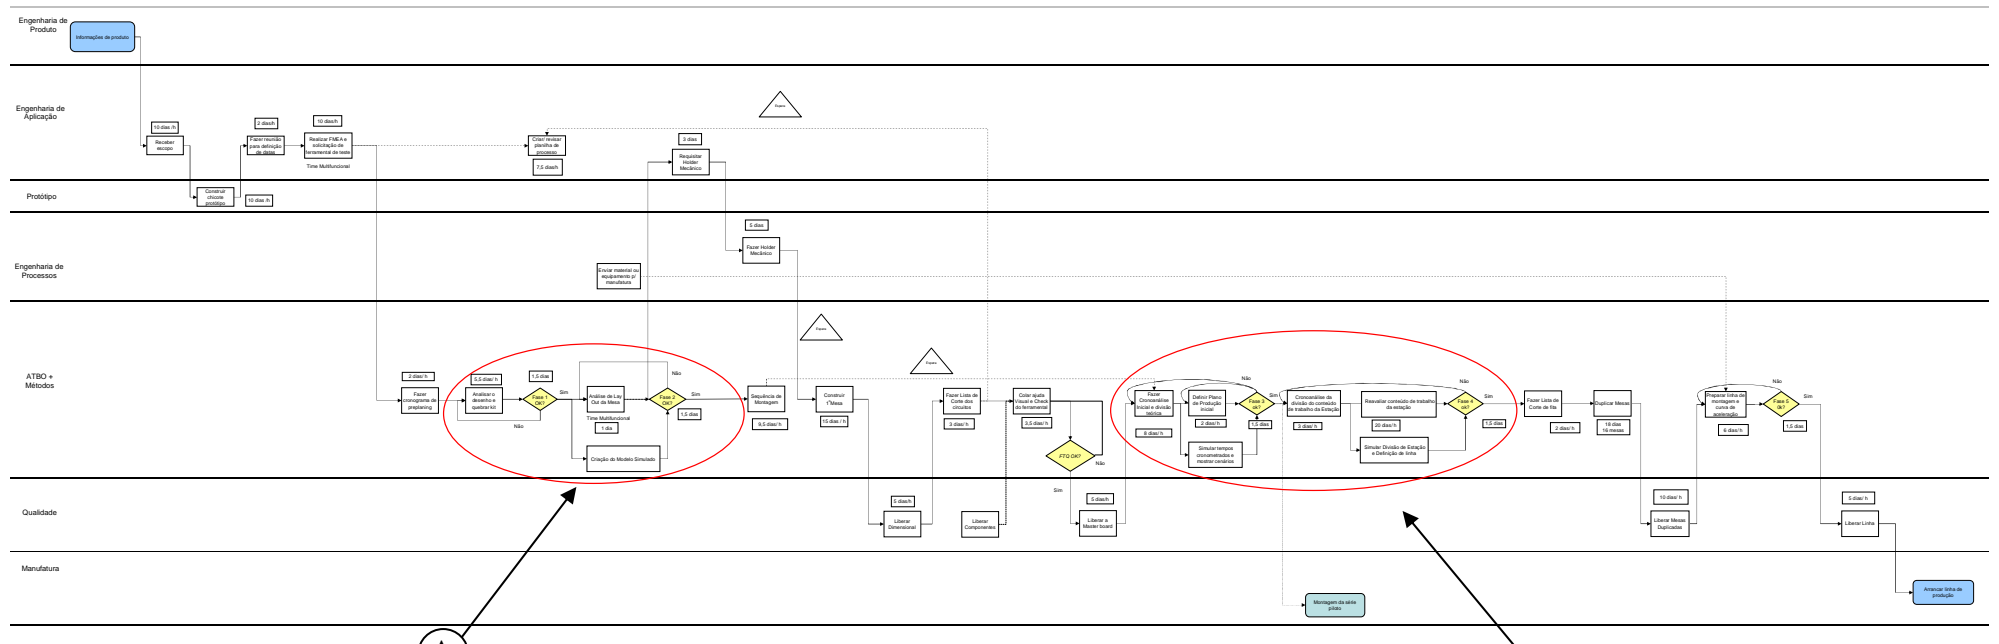 Engenharia de
Produto
Informações de produto
Engenharia de
Aplicação
10 dias /h
Receber
escopo
2 dias/h
Fazer reunião
para definição
de datas
10 dias/h
Realizar FMEA e
solicitação de
ferramental de teste
Time Multifuncional
Criar/ revisar
planilha de
processo
7,5 dias/h
3 dias
Requisitar
Holder
Mecânico
Espera
Protótipo
Construir
chicote
protótipo
10 dias /h
Engenharia de
Processos
5 dias
Fazer Holder
Mecânico
Enviar material ou
equipamento p/
manufatura
ATBO +
Métodos
Espera
Espera
2 dias/ h
Fazer
cronograma de
preplaning
5,5 dias/ h
Analisar o
desenho e
quebrar kit
1,5 dias
Fase 1
OK?
Sim
Não
Análise de Lay
Out da Mesa
Time Multifuncional
1 dia
Criação do Modelo Simulado
Não
Fase 2
OK?
Sim
1,5 dias
Sequência de
Montagem
9,5 dias/ h
Construir
1ªMesa
15 dias/ h
Fazer Lista de
Corte dos
circuitos
3 dias/ h
Colar ajuda
Visual e Check
do ferramental
3,5 dias/ h
FTQ OK?
Não
Sim
Fazer
Cronoanálise
Inicial e divisão
teórica
8 dias/ h
Definir Plano
de Produção
inicial
2 dias/ h
Simular tempos
cronometrados e
mostrar cenários
Não
Fase 3
ok?
Sim
1,5 dias
Cronoanálise da
divisão do conteúdo
de trabalho da Estação
3 dias/ h
Reavaliar conteúdo de trabalho
da estação
20 dias/ h
Simular Divisão de Estação
e Definição de linha
Não
Fase 4
ok?
Sim
1,5 dias
Fazer Lista de
Corte de fita
2 dias/ h
Duplicar Mesas
18 dias
16 mesas
Preparar linha de
montagem e
curva de
aceleração
6 dias/ h
Não
Fase 5
0k?
Sim
1,5 dias
Qualidade
5 dias/h
Liberar
Dimensional
Liberar
Componentes
5 dias/h
Liberar a
Master board
10 dias/ h
Liberar Mesas
Duplicadas
5 dias/ h
Liberar Linha
Manufatura
Montagem da série
piloto
Arrancar linha de
produção